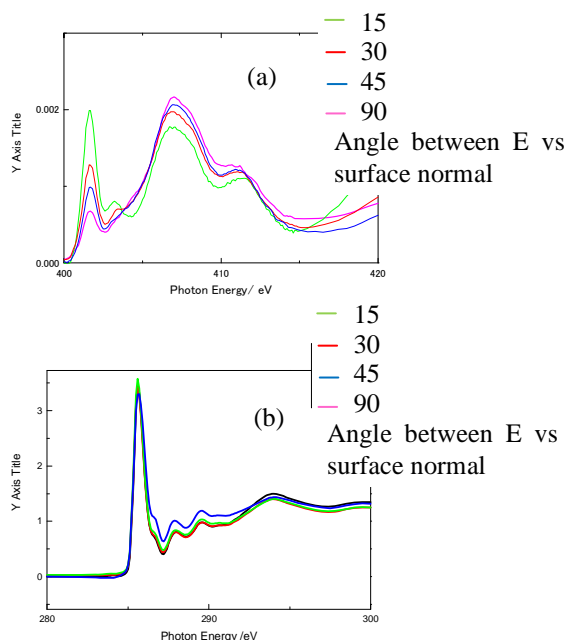 15
30
45
90
Angle between E vs
surface normal
(a)
Y Axis Title
0.002
0.000
400
410
420
Photon Energy/ eV
15
30
45
90
Angle between E vs
surface normal
(b)
Y Axis Title
3
2
1
0
280
290
300
Photon Energy /eV